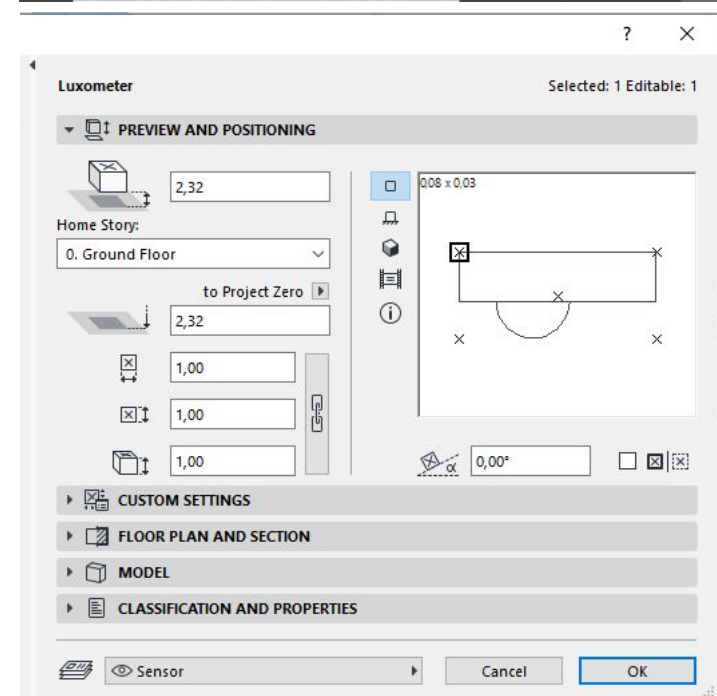 ?
Luxometer
Selected: 1 Editable: 1
PREVIEW AND POSITIONING
2,32
Home Story:
0. Ground Floor
to Project Zero
2,32
1,00
1,00
1,00
0,08 x 0,03
α
0,00°
CUSTOM SETTINGS
FLOOR PLAN AND SECTION
MODEL
CLASSIFICATION AND PROPERTIES
Sensor
Cancel
OK